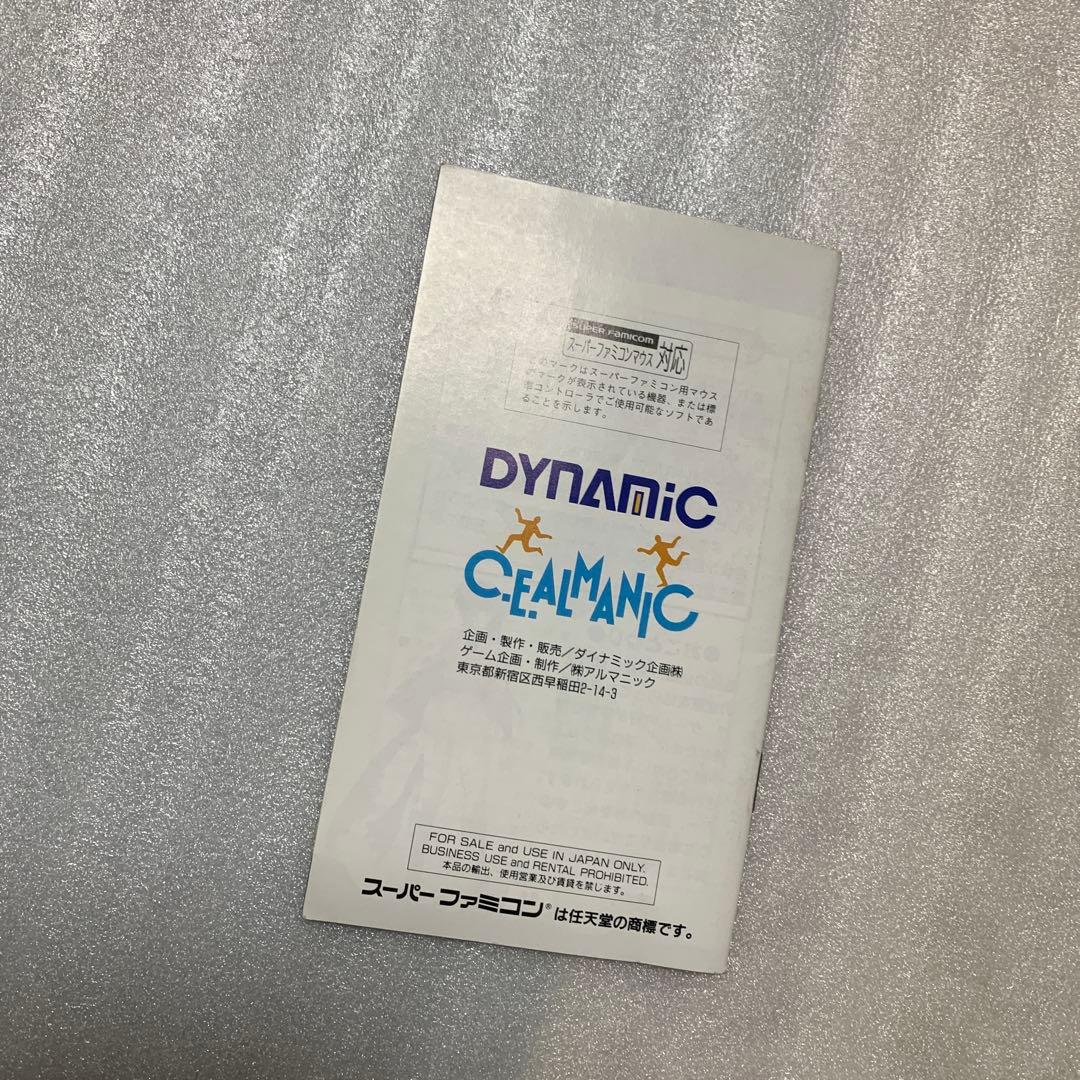 SUPER Famicom
スーパーファミコンマウス 対応
このマークはスーパーファミコン用マウス
のマークが表示されている機器、または標
準コントローラでご使用可能なソフトであ
ることを示します。
DYNAMiC
C.E.ALMANIC
企画・製作・販売/ダイナミック企画㈱
ゲーム企画・制作/㈱アルマニック
東京都新宿区西早稲田2-14-3
FOR SALE and USE IN JAPAN ONLY.
BUSINESS USE and RENTAL PROHIBITED.
本品の輸出、使用営業及び賃貸を禁じます。
スーパーファミコン®は任天堂の商標です。